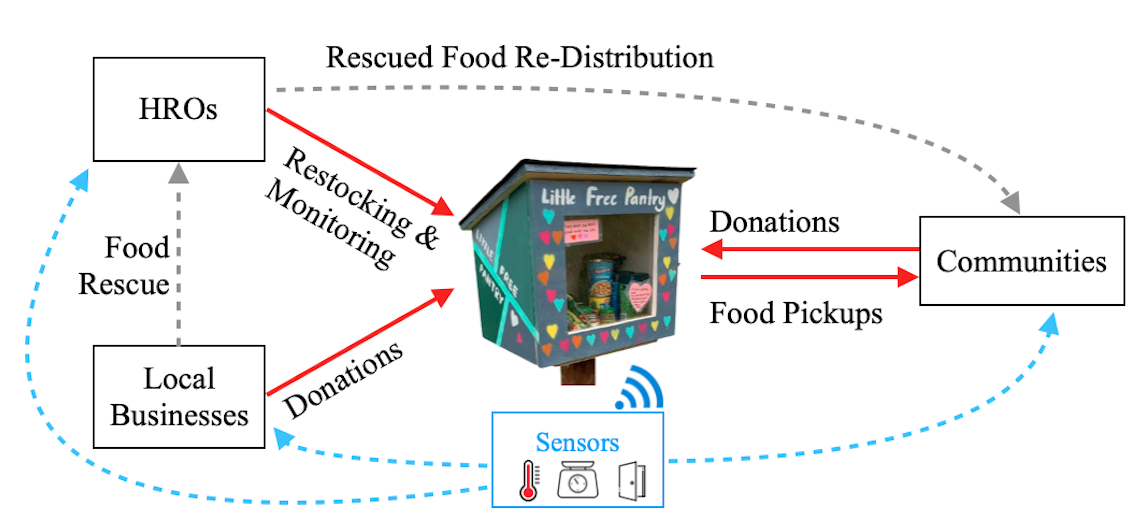 Rescued Food Re-Distribution
HROs
Restocking &
Monitoring
Little Free Pantry
LITTLE FREE
PANTRY
Donations
Communities
Food Pickups
Food
Rescue
Local
Businesses
Donations
Sensors